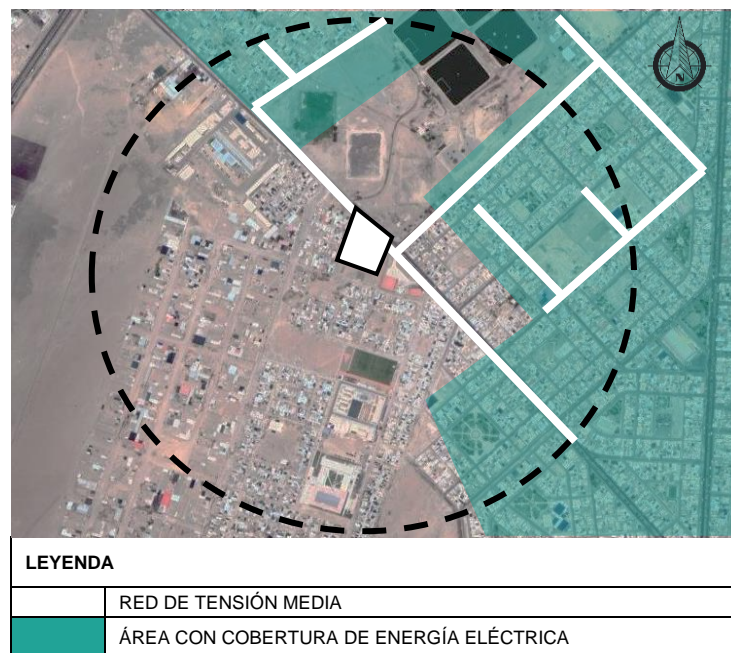 N
LEYENDA
RED DE TENSIÓN MEDIA
ÁREA CON COBERTURA DE ENERGÍA ELÉCTRICA